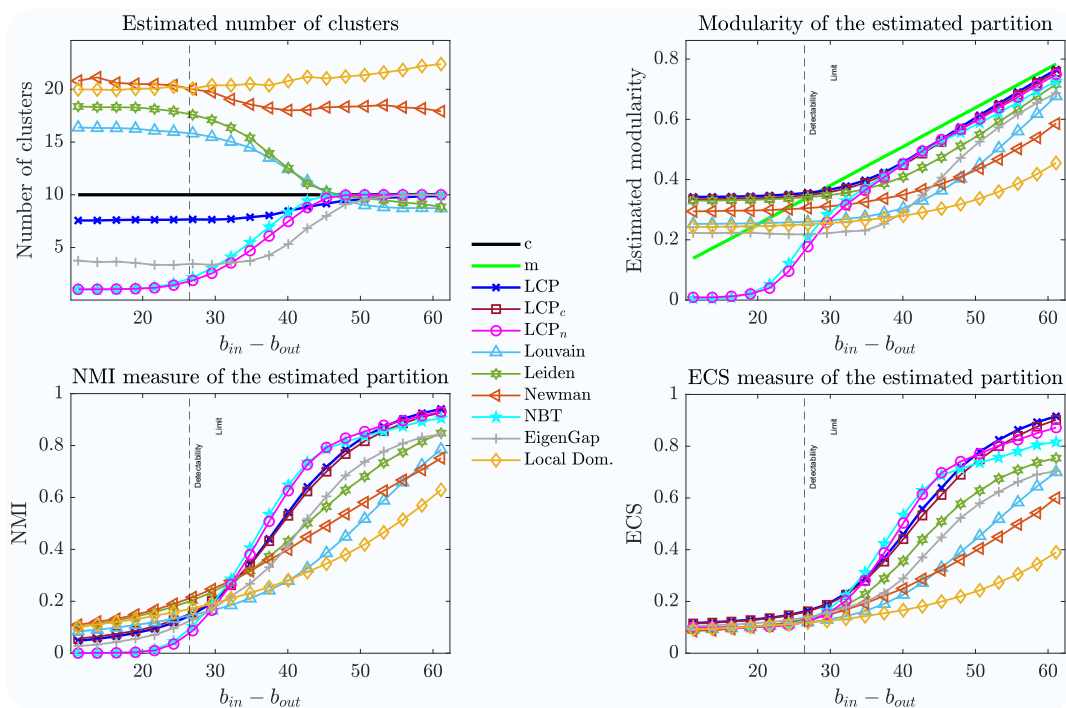 Estimated number of clusters
Number of clusters
20
15
10
5
20
30
40
50
60
b_in − b_out
Modularity of the estimated partition
Estimated modularity
0.8
0.6
0.4
0.2
0
Detectability
Limit
20
30
40
50
60
b_in − b_out
c
m
LCP
LCP_c
LCP_n
Louvain
Leiden
Newman
NBT
EigenGap
Local Dom.
NMI measure of the estimated partition
NMI
1
0.8
0.6
0.4
0.2
0
Detectability
Limit
20
30
40
50
60
b_in − b_out
ECS measure of the estimated partition
ECS
1
0.8
0.6
0.4
0.2
0
Detectability
Limit
20
30
40
50
60
b_in − b_out